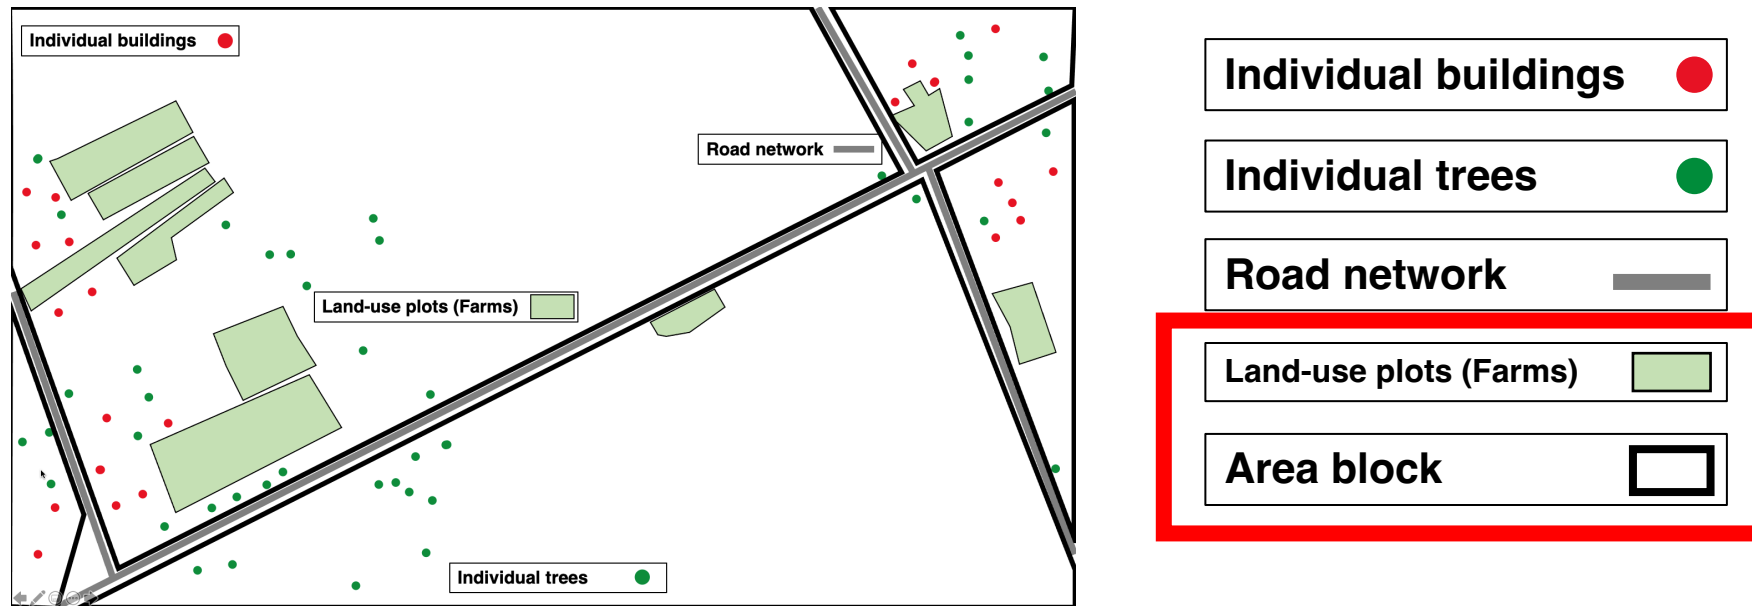 Individual buildings
Road network
Land-use plots (Farms)
Individual trees
Individual buildings
Individual trees
Road network
Land-use plots (Farms)
Area block